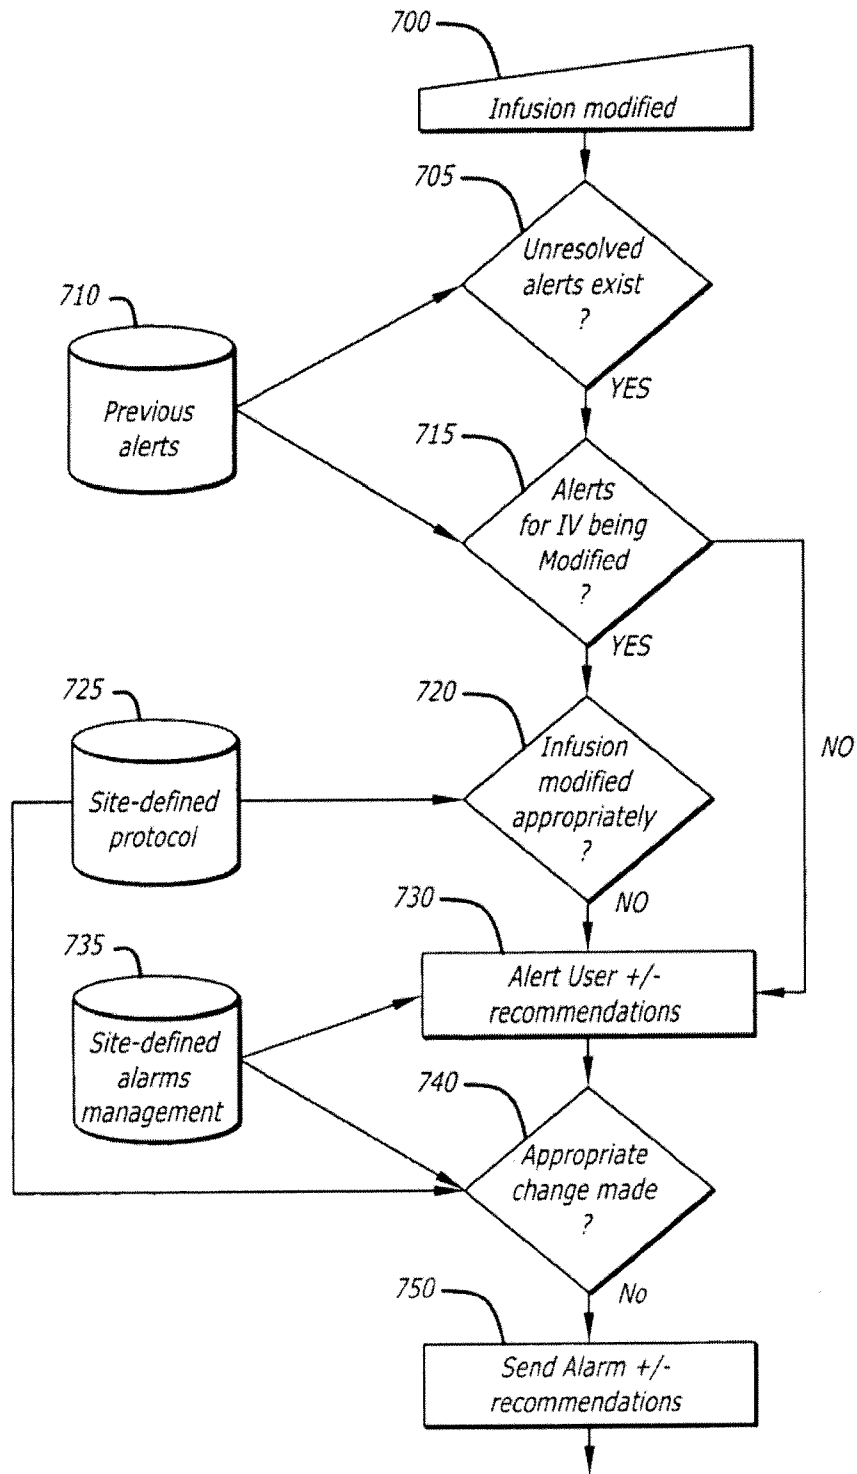 700
Infusion modified
705
Unresolved
alerts exist
?
YES
710
Previous
alerts
715
Alerts
for IV being
Modified
?
YES
NO
725
Site-defined
protocol
720
Infusion
modified
appropriately
?
NO
730
Alert User +/-
recommendations
735
Site-defined
alarms
management
740
Appropriate
change made
?
No
750
Send Alarm +/-
recommendations